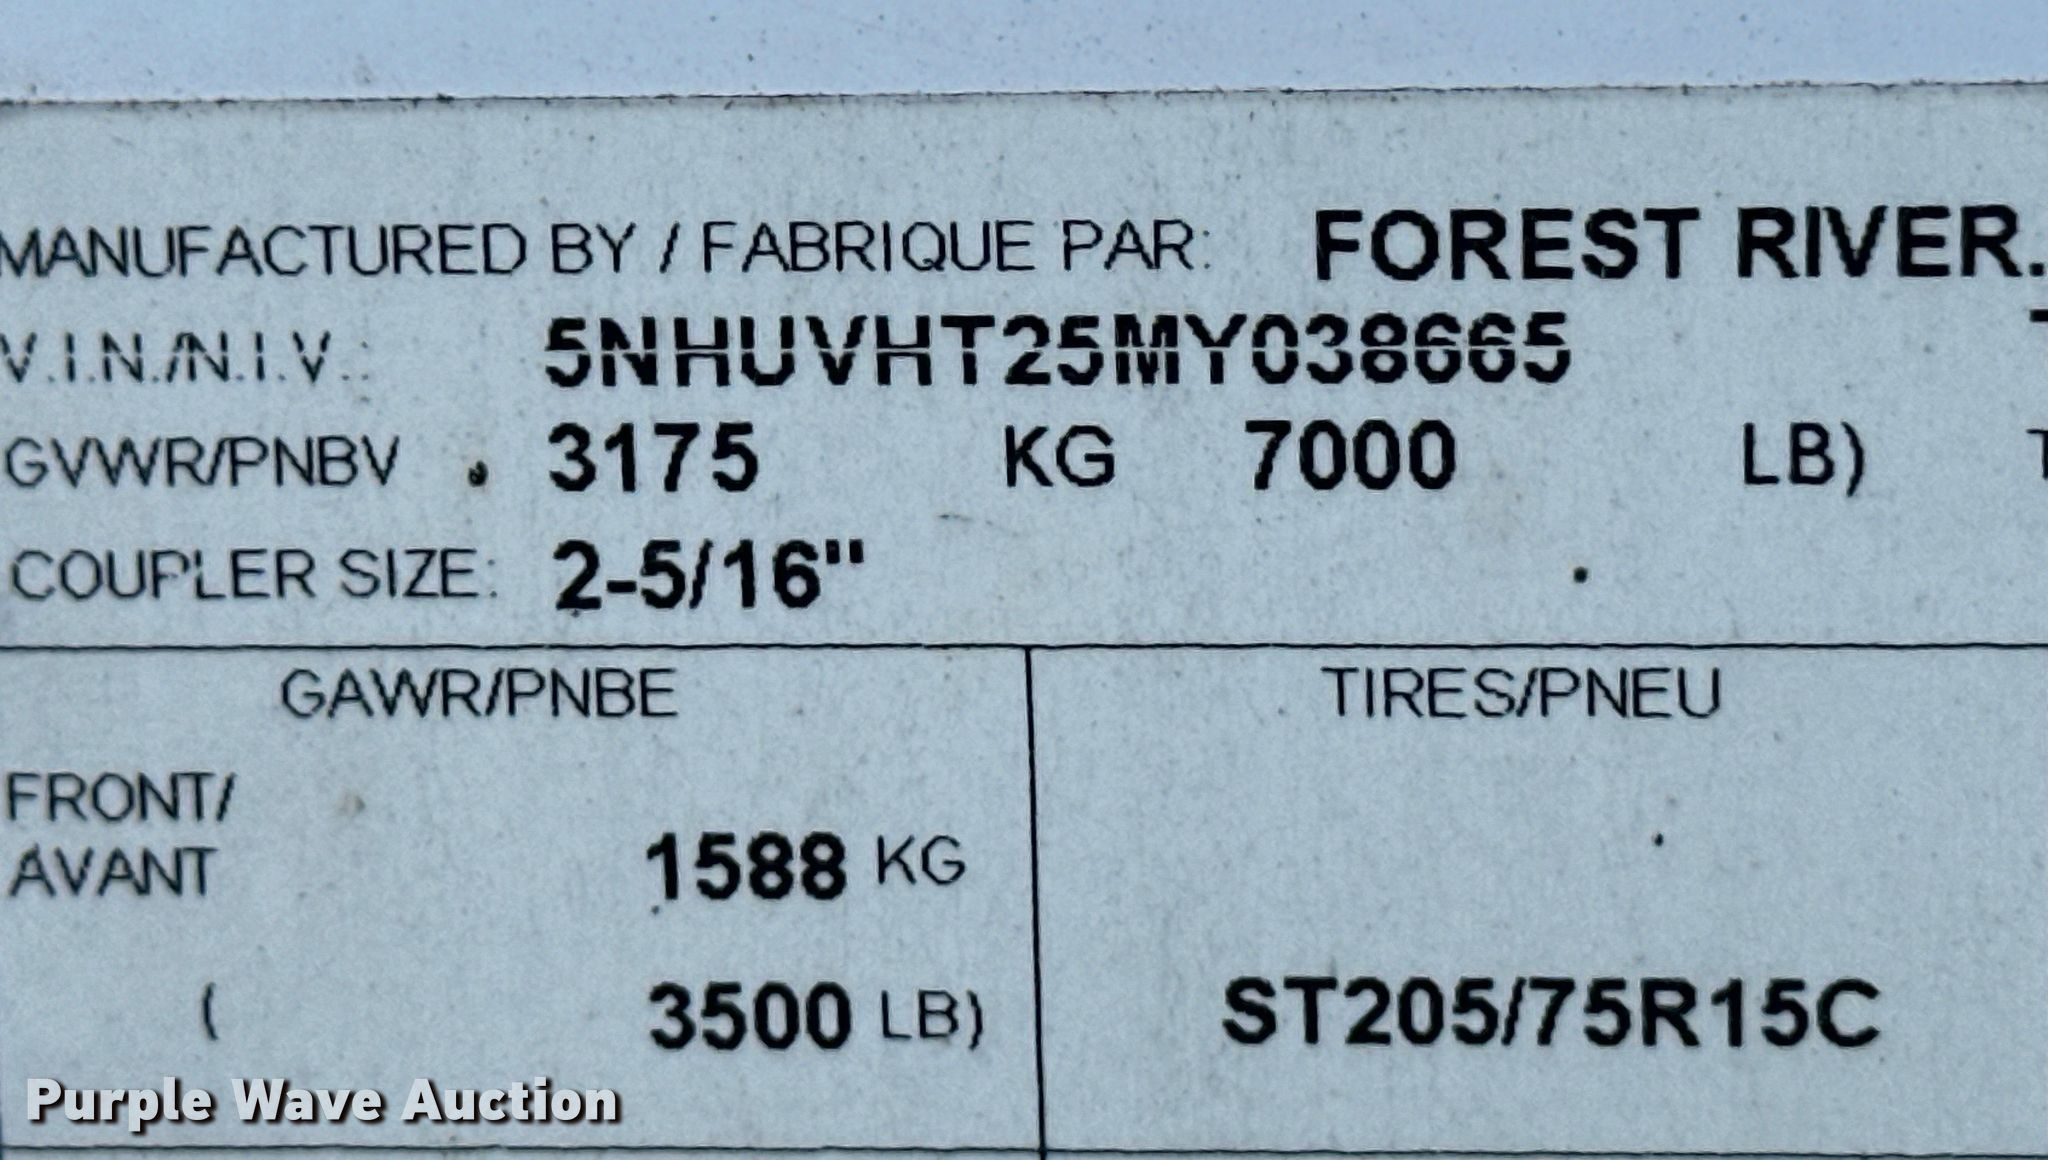 MANUFACTURED BY / FABRIQUE PAR: FOREST RIVER.
V.I.N./N.I.V.: 5NHUVHT25MY038665
GVWR/PNBV 3175 KG 7000 LB)
COUPLER SIZE: 2-5/16"
GAWR/PNBE TIRES/PNEU
FRONT/
AVANT 1588 KG
( 3500 LB) ST205/75R15C
Purple Wave Auction